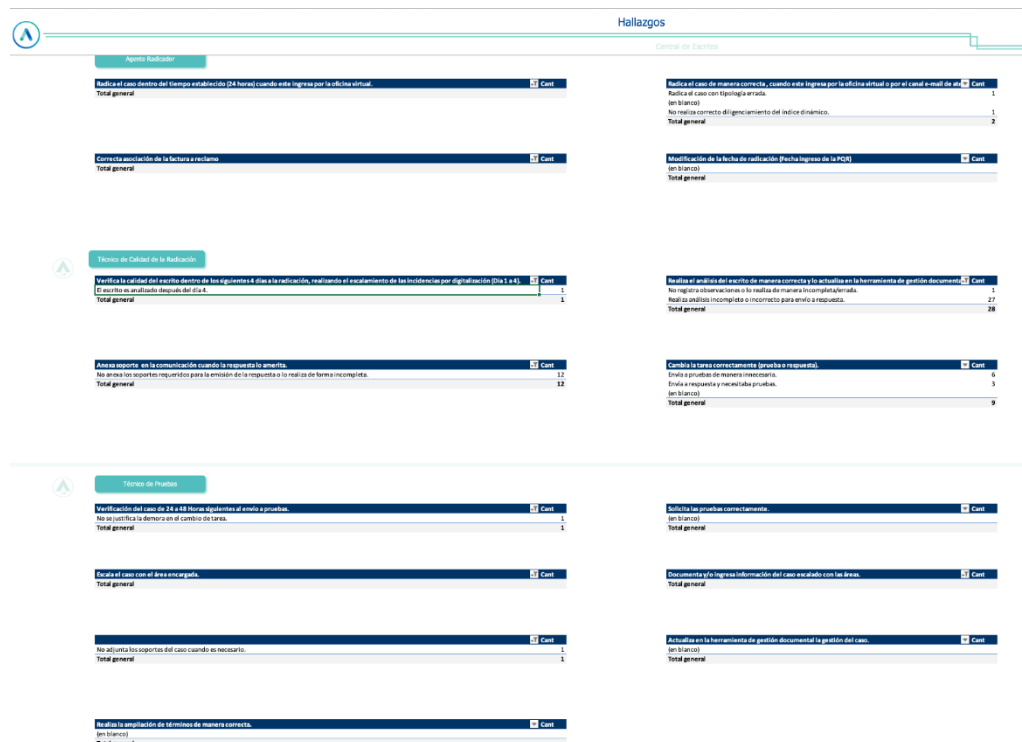 Hallazgos
Central de Escritos
Agente Radicador
Radica el caso dentro del tiempo establecido (24 horas) cuando este ingresa por la oficina virtual. Cant
Total general
Radica el caso de manera correcta , cuando este ingresa por la oficina virtual o por el canal e-mail de ate Cant
Radica el caso con tipología errada. 1
(en blanco)
No realiza correcto diligenciamiento del índice dinámico. 1
Total general 2
Correcta asociación de la factura a reclamo Cant
Total general
Modificación de la fecha de radicación (Fecha ingreso de la PQR) Cant
(en blanco)
Total general
Técnico de Calidad de la Radicación
Verifica la calidad del escrito dentro de los siguientes 4 días a la radicación, realizando el escalamiento de las incidencias por digitalización (Día 1 a 4). Cant
El escrito es analizado después del día 4. 1
Total general 1
Realiza el análisis del escrito de manera correcta y lo actualiza en la herramienta de gestión documenta Cant
No registra observaciones o lo realiza de manera incompleta/errada. 1
Realiza análisis incompleto o incorrecto para envío a respuesta. 27
Total general 28
Anexa soporte en la comunicación cuando la respuesta lo amerita. Cant
No anexa los soportes requeridos para la emisión de la respuesta o lo realiza de forma incompleta. 12
Total general 12
Cambia la tarea correctamente (prueba o respuesta). Cant
Envía a pruebas de manera innecesaria. 6
Envía a respuesta y necesitaba pruebas. 3
(en blanco)
Total general 9
Técnico de Pruebas
Verificación del caso de 24 a 48 Horas siguientes al envío a pruebas. Cant
No se justifica la demora en el cambio de tarea. 1
Total general 1
Solicita las pruebas correctamente. Cant
(en blanco)
Total general
Escala el caso con el área encargada. Cant
Total general
Documenta y/o ingresa información del caso escalado con las áreas. Cant
Total general
Cant
No adjunta los soportes del caso cuando es necesario. 1
Total general 1
Actualiza en la herramienta de gestión documental la gestión del caso. Cant
(en blanco)
Total general
Realiza la ampliación de términos de manera correcta. Cant
(en blanco)
Total general